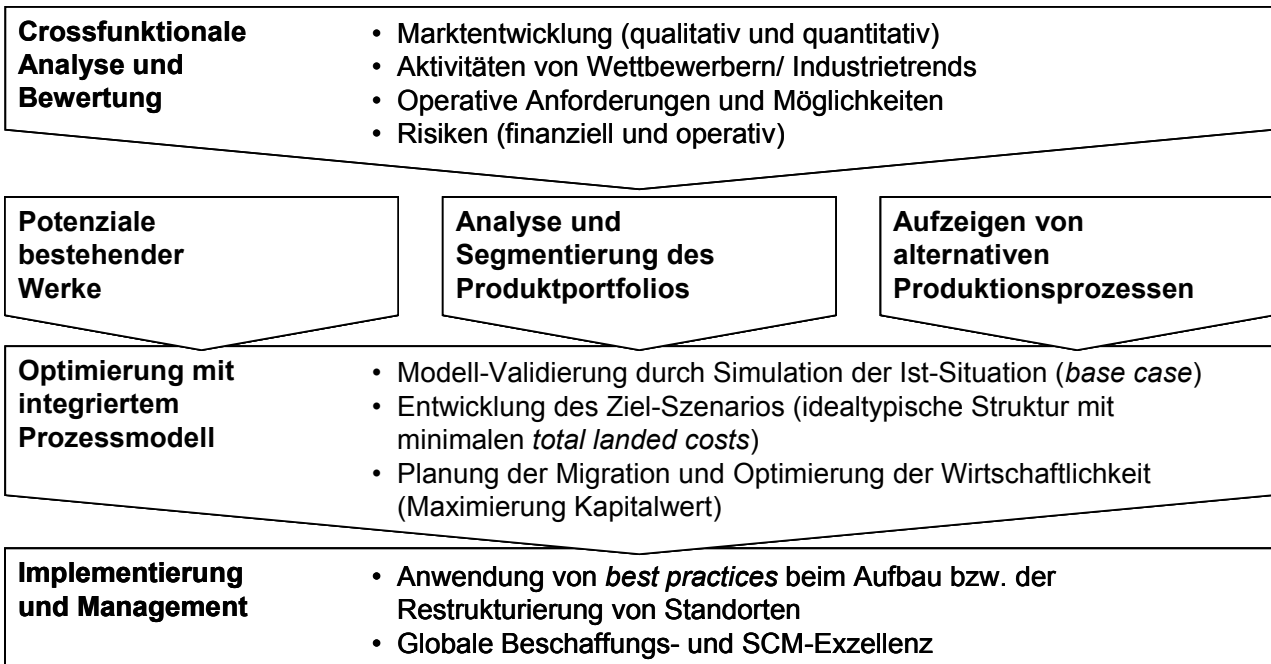 Crossfunktionale
Analyse und
Bewertung
• Marktentwicklung (qualitativ und quantitativ)
• Aktivitäten von Wettbewerbern/ Industrietrends
• Operative Anforderungen und Möglichkeiten
• Risiken (finanziell und operativ)
Potenziale
bestehender
Werke
Analyse und
Segmentierung des
Produktportfolios
Aufzeigen von
alternativen
Produktionsprozessen
Optimierung mit
integriertem
Prozessmodell
• Modell-Validierung durch Simulation der Ist-Situation (base case)
• Entwicklung des Ziel-Szenarios (idealtypische Struktur mit
minimalen total landed costs)
• Planung der Migration und Optimierung der Wirtschaftlichkeit
(Maximierung Kapitalwert)
Implementierung
und Management
• Anwendung von best practices beim Aufbau bzw. der
Restrukturierung von Standorten
• Globale Beschaffungs- und SCM-Exzellenz